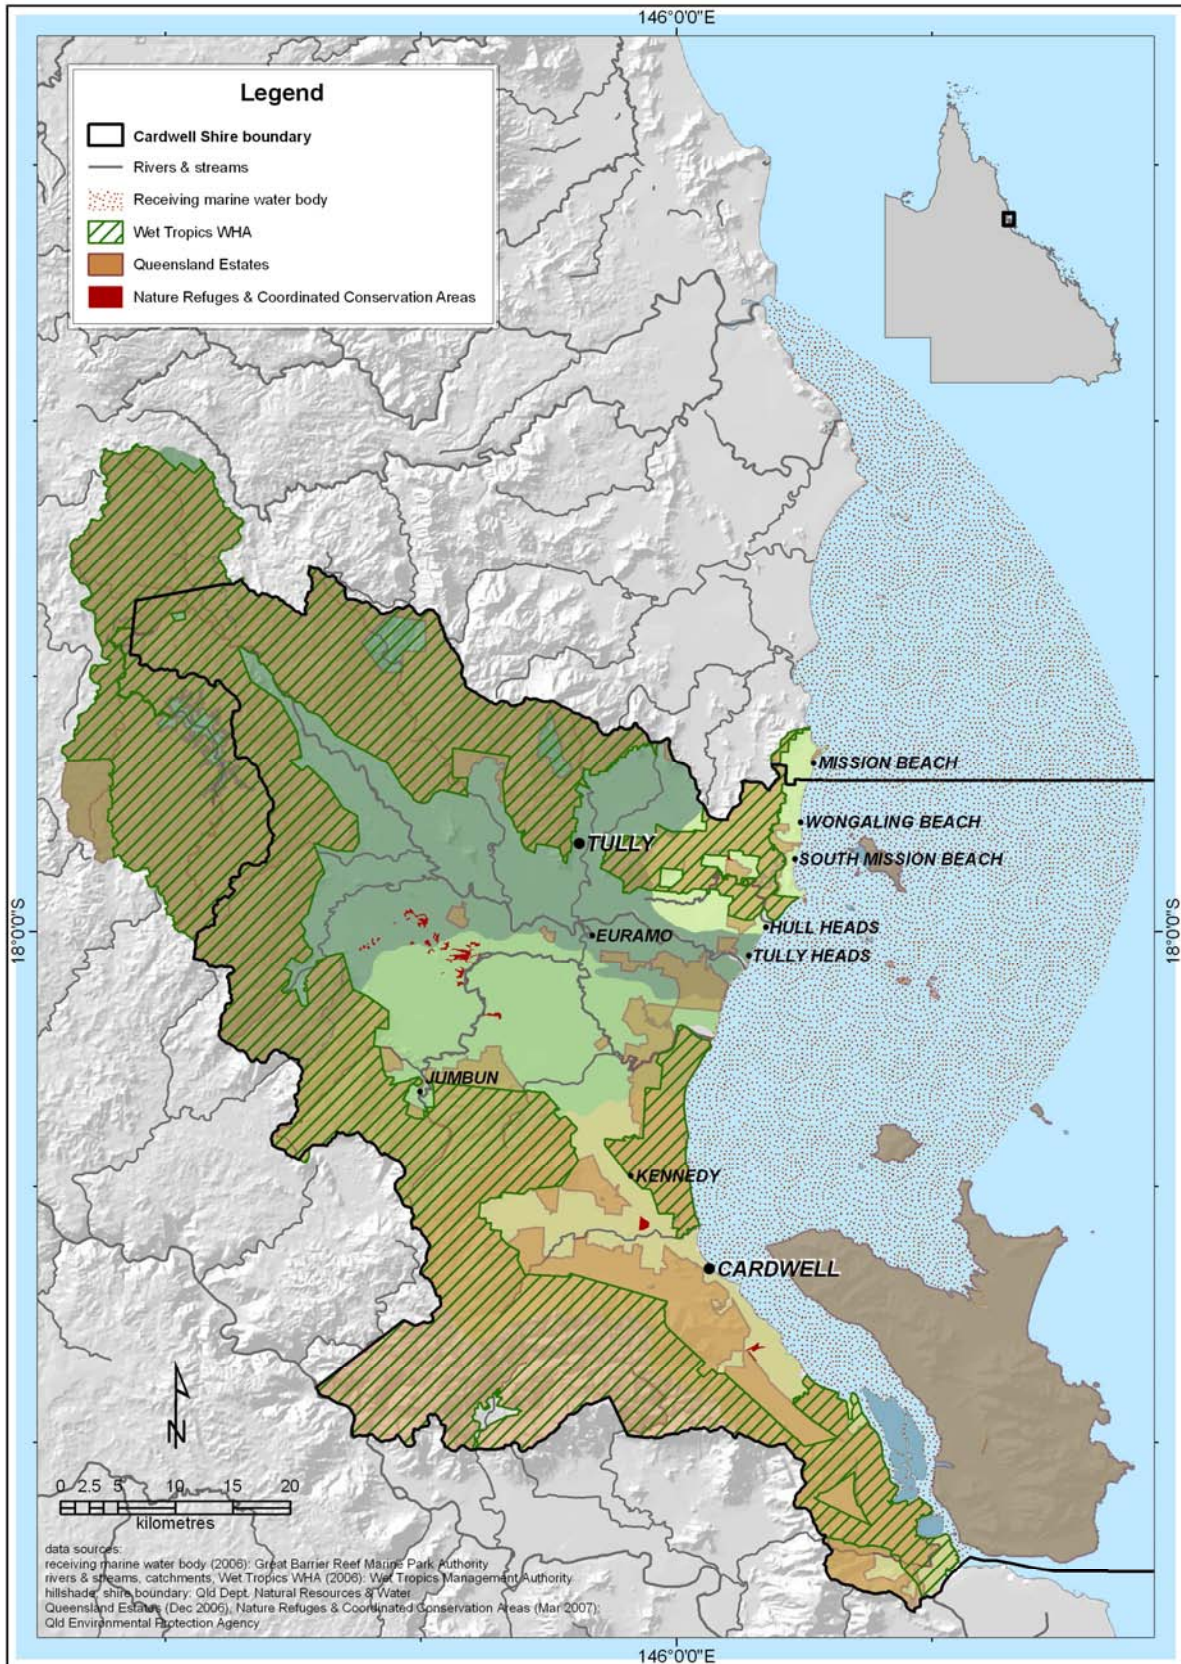 146°0'0"E
Legend
Cardwell Shire boundary
Rivers & streams
Receiving marine water body
Wet Tropics WHA
Queensland Estates
Nature Refuges & Coordinated Conservation Areas
MISSION BEACH
WONGALING BEACH
TULLY
SOUTH MISSION BEACH
HULL HEADS
18°0'0"S
EURAMO
18°0'0"S
TULLY HEADS
JUMBUN
KENNEDY
CARDWELL
N
0 2.5 5 10 15 20
kilometres
data sources:
receiving marine water body (2006): Great Barrier Reef Marine Park Authority
rivers & streams, catchments, Wet Tropics WHA (2006): Wet Tropics Management Authority
hillshade, shire boundary: Qld Dept. Natural Resources & Water
Queensland Estates (Dec 2006), Nature Refuges & Coordinated Conservation Areas (Mar 2007):
Qld Environmental Protection Agency
146°0'0"E